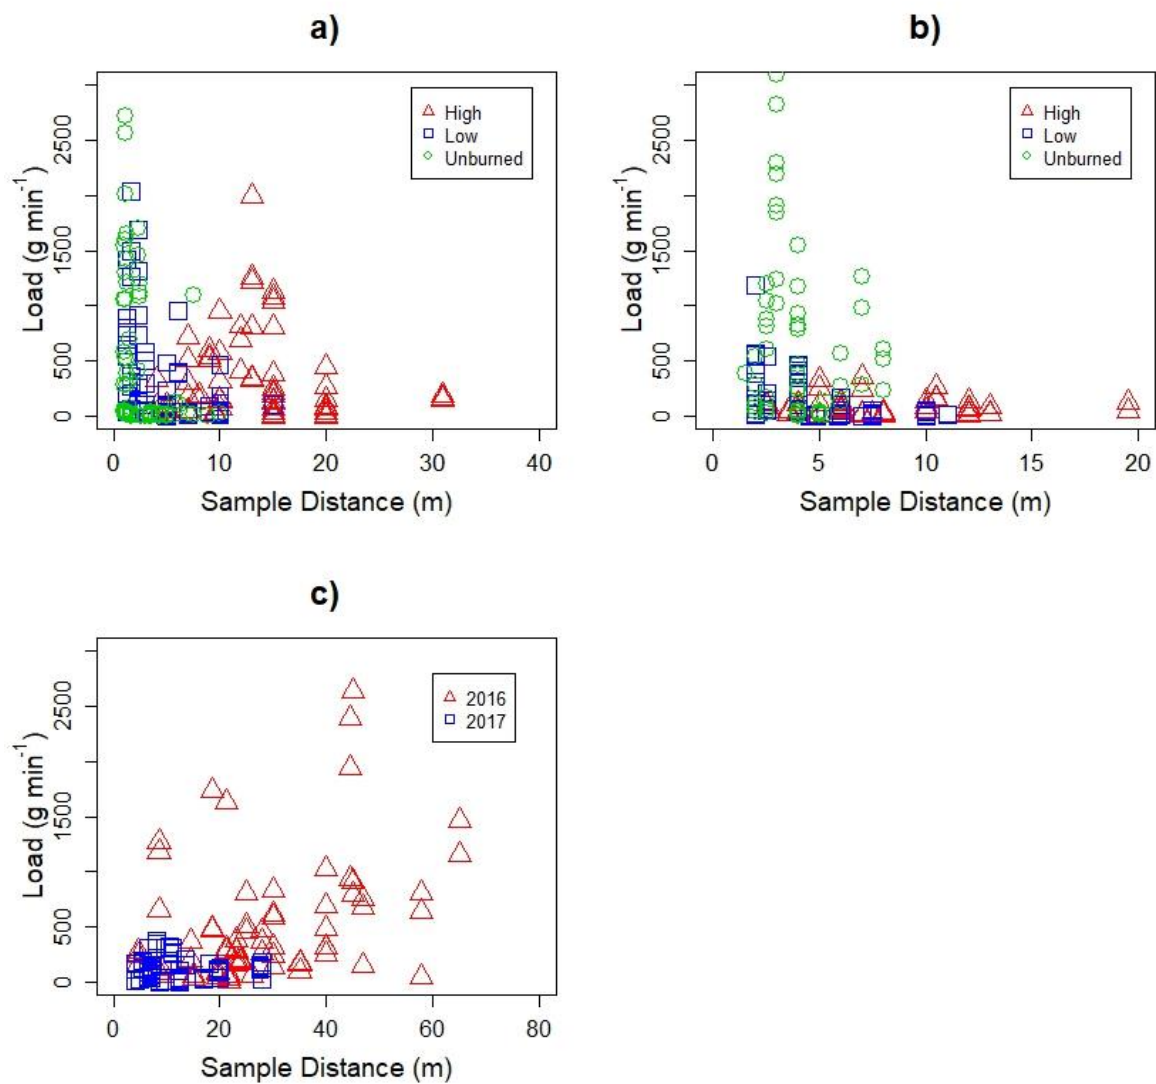 a)
Load (g min⁻¹)
2500
1500
500
0
High
Low
Unburned
0 10 20 30 40
Sample Distance (m)
b)
Load (g min⁻¹)
2500
1500
500
0
High
Low
Unburned
0 5 10 15 20
Sample Distance (m)
c)
Load (g min⁻¹)
2500
1500
500
0
2016
2017
0 20 40 60 80
Sample Distance (m)